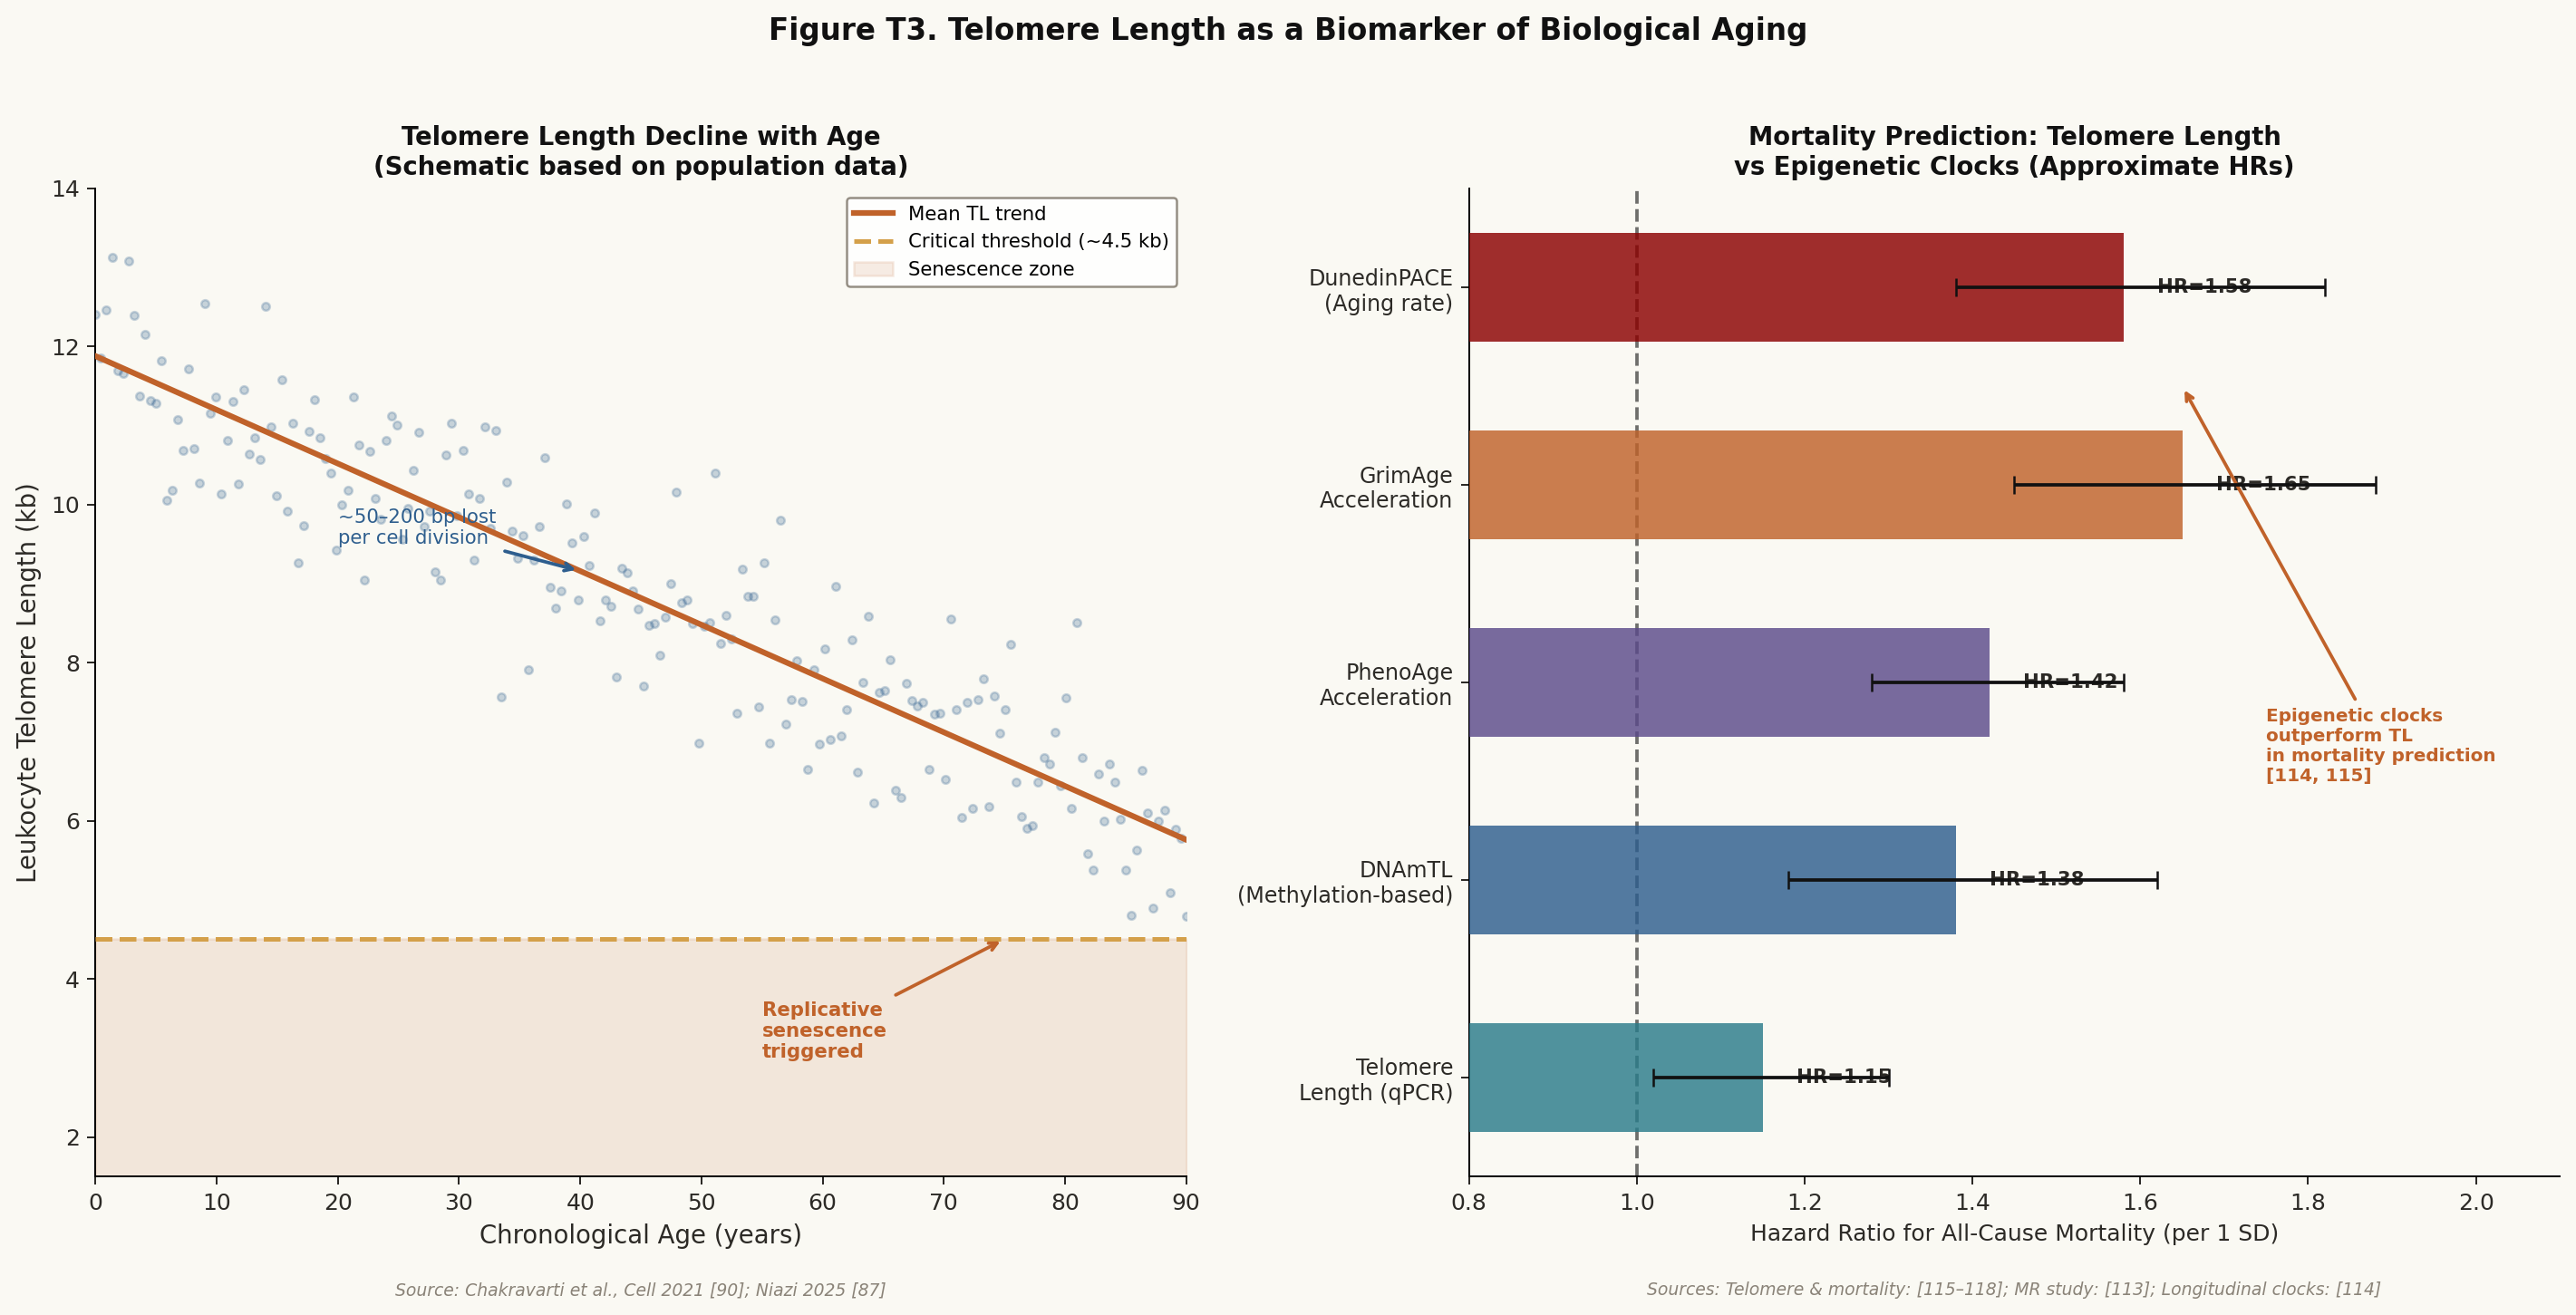 Figure T3. Telomere Length as a Biomarker of Biological Aging
Telomere Length Decline with Age
(Schematic based on population data)
14
12
10
8
6
4
2
Leukocyte Telomere Length (kb)
Mean TL trend
Critical threshold (~4.5 kb)
Senescence zone
~50–200 bp lost
per cell division
Replicative
senescence
triggered
0
10
20
30
40
50
60
70
80
90
Chronological Age (years)
Source: Chakravarti et al., Cell 2021 [90]; Niazi 2025 [87]
Mortality Prediction: Telomere Length
vs Epigenetic Clocks (Approximate HRs)
DunedinPACE
(Aging rate)
HR=1.58
GrimAge
Acceleration
HR=1.65
PhenoAge
Acceleration
HR=1.42
Epigenetic clocks
outperform TL
in mortality prediction
[114, 115]
DNAmTL
(Methylation-based)
HR=1.38
Telomere
Length (qPCR)
HR=1.15
0.8
1.0
1.2
1.4
1.6
1.8
2.0
Hazard Ratio for All-Cause Mortality (per 1 SD)
Sources: Telomere & mortality: [115–118]; MR study: [113]; Longitudinal clocks: [114]